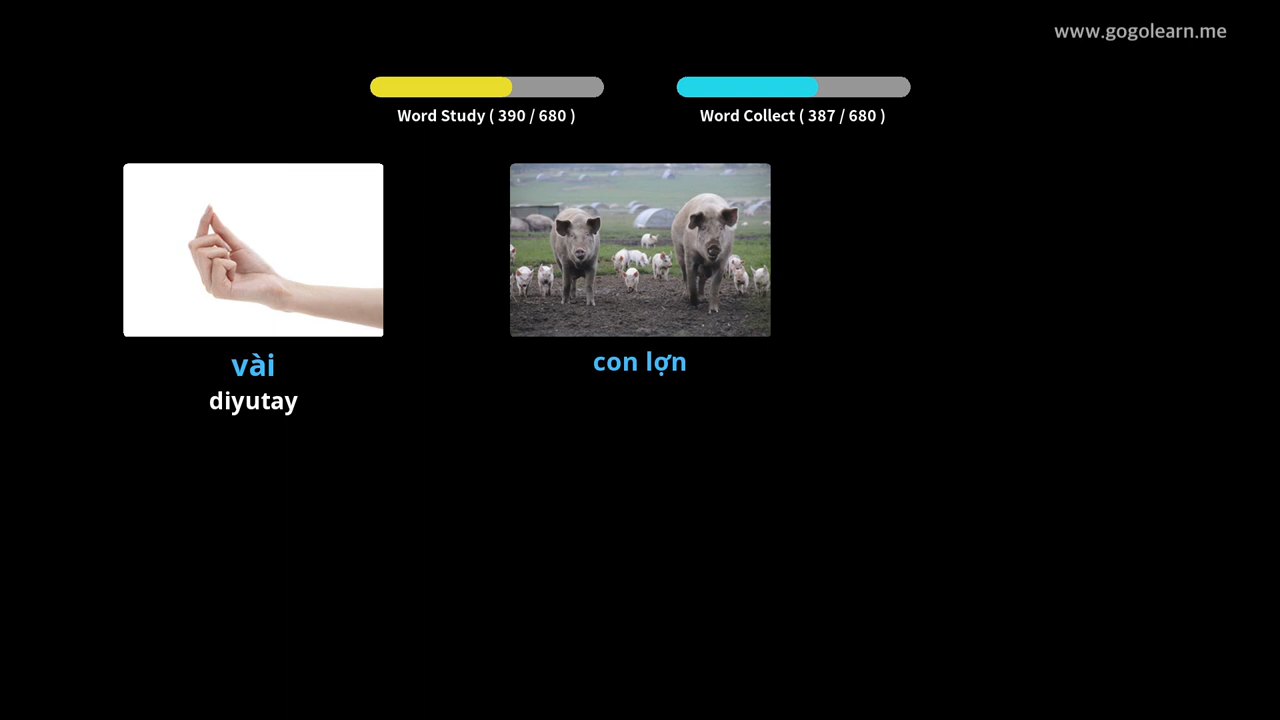 www.gogolearn.me
Word Study ( 390 / 680 )
Word Collect ( 387 / 680 )
vài
diyutay
con lợn